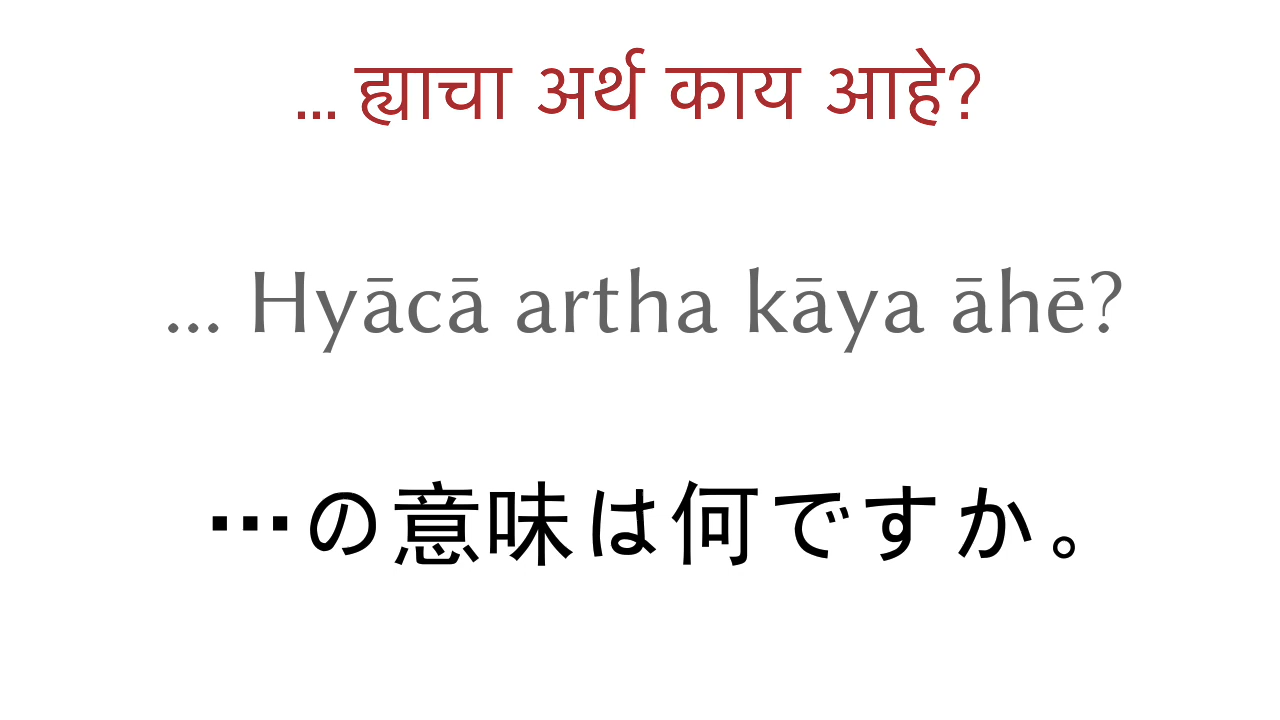 ... ह्याचा अर्थ काय आहे?
... Hyācā artha kāya āhē?
…の意味は何ですか。